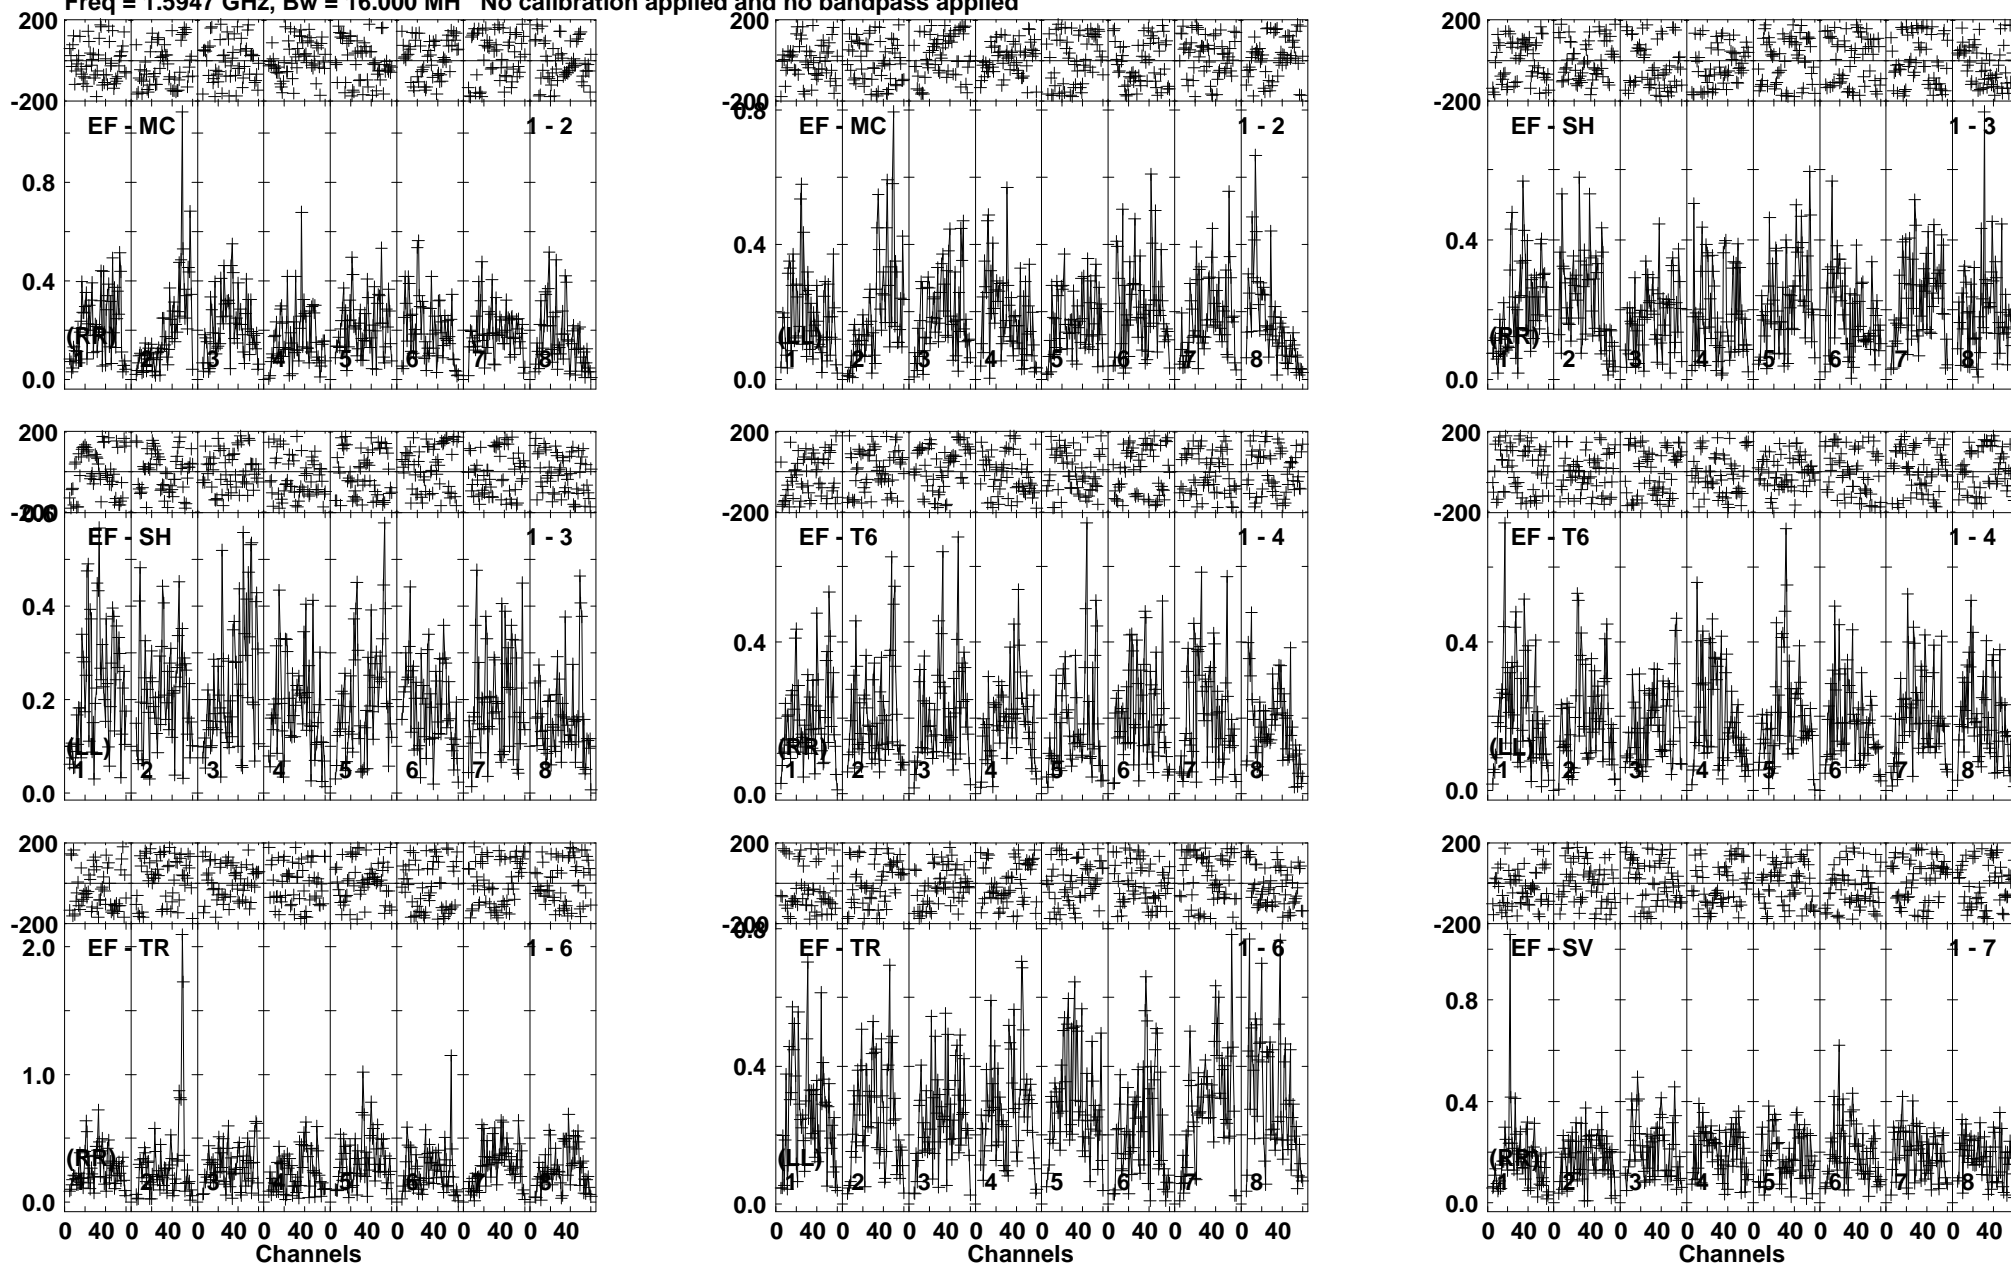 Freq = 1.5947 GHz, Bw = 16.000 MH No calibration applied and no bandpass applied
200 200 200
-200 -200 -200
0.8
EF - MC 1 - 2 EF - MC 1 - 2 EF - SH 1 - 3
0.8
0.4 0.4 0.4
(RR) (LL) (RR)
1 2 3 4 5 6 7 8 1 2 3 4 5 6 7 8 1 2 3 4 5 6 7 8
0.0 0.0 0.0
200 200 200
-200 -200 -200
0.6
EF - SH 1 - 3 EF - T6 1 - 4 EF - T6 1 - 4
0.4 0.4 0.4
0.2
(LL) (RR) (LL)
1 2 3 4 5 6 7 8 1 2 3 4 5 6 7 8 1 2 3 4 5 6 7 8
0.0 0.0 0.0
200 200 200
-200 -200 -200
0.8
2.0
EF - TR 1 - 6 EF - TR 1 - 6 EF - SV 1 - 7
0.8
1.0 0.4 0.4
(RR) (LL) (RR)
1 2 3 4 5 6 7 8 1 2 3 4 5 6 7 8 1 2 3 4 5 6 7 8
0.0 0.0 0.0
0 40 0 40 0 40 0 40 0 40 0 40 0 40 0 40 0 40 0 40 0 40 0 40 0 40 0 40 0 40 0 40 0 40 0 40 0 40 0 40 0 40 0 40 0 40 0 40
Channels Channels Channels